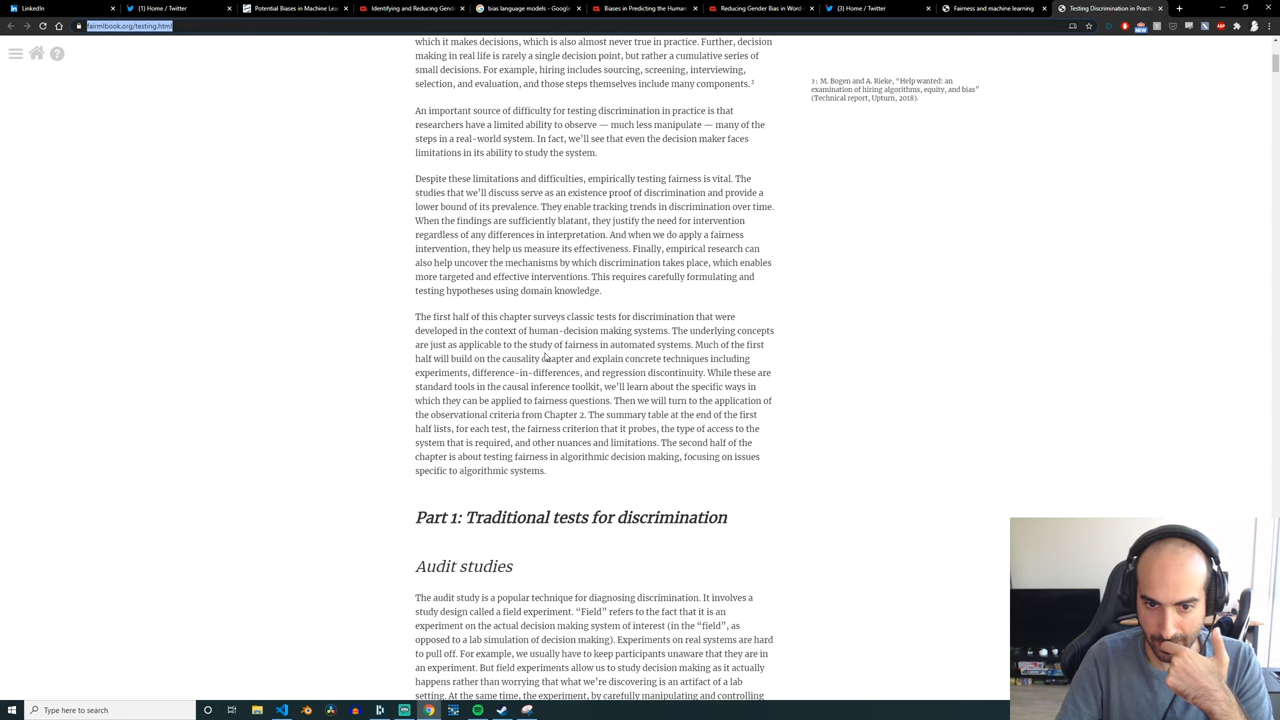 LinkedIn
(1) Home / Twitter
Potential Biases in Machine Lea
Identifying and Reducing Gende
bias language models - Google
Biases in Predicting the Human
Reducing Gender Bias in Word
(3) Home / Twitter
Fairness and machine learning
Testing Discrimination in Practic
fairmlbook.org/testing.html
which it makes decisions, which is also almost never true in practice. Further, decision
making in real life is rarely a single decision point, but rather a cumulative series of
small decisions. For example, hiring includes sourcing, screening, interviewing,
selection, and evaluation, and those steps themselves include many components.³
3: M. Bogen and A. Rieke, “Help wanted: an
examination of hiring algorithms, equity, and bias”
(Technical report, Upturn, 2018).
An important source of difficulty for testing discrimination in practice is that
researchers have a limited ability to observe — much less manipulate — many of the
steps in a real-world system. In fact, we’ll see that even the decision maker faces
limitations in its ability to study the system.
Despite these limitations and difficulties, empirically testing fairness is vital. The
studies that we’ll discuss serve as an existence proof of discrimination and provide a
lower bound of its prevalence. They enable tracking trends in discrimination over time.
When the findings are sufficiently blatant, they justify the need for intervention
regardless of any differences in interpretation. And when we do apply a fairness
intervention, they help us measure its effectiveness. Finally, empirical research can
also help uncover the mechanisms by which discrimination takes place, which enables
more targeted and effective interventions. This requires carefully formulating and
testing hypotheses using domain knowledge.
The first half of this chapter surveys classic tests for discrimination that were
developed in the context of human-decision making systems. The underlying concepts
are just as applicable to the study of fairness in automated systems. Much of the first
half will build on the causality chapter and explain concrete techniques including
experiments, difference-in-differences, and regression discontinuity. While these are
standard tools in the causal inference toolkit, we’ll learn about the specific ways in
which they can be applied to fairness questions. Then we will turn to the application of
the observational criteria from Chapter 2. The summary table at the end of the first
half lists, for each test, the fairness criterion that it probes, the type of access to the
system that is required, and other nuances and limitations. The second half of the
chapter is about testing fairness in algorithmic decision making, focusing on issues
specific to algorithmic systems.
Part 1: Traditional tests for discrimination
Audit studies
The audit study is a popular technique for diagnosing discrimination. It involves a
study design called a field experiment. “Field” refers to the fact that it is an
experiment on the actual decision making system of interest (in the “field”, as
opposed to a lab simulation of decision making). Experiments on real systems are hard
to pull off. For example, we usually have to keep participants unaware that they are in
an experiment. But field experiments allow us to study decision making as it actually
happens rather than worrying that what we’re discovering is an artifact of a lab
setting. At the same time, the experiment, by carefully manipulating and controlling
Type here to search